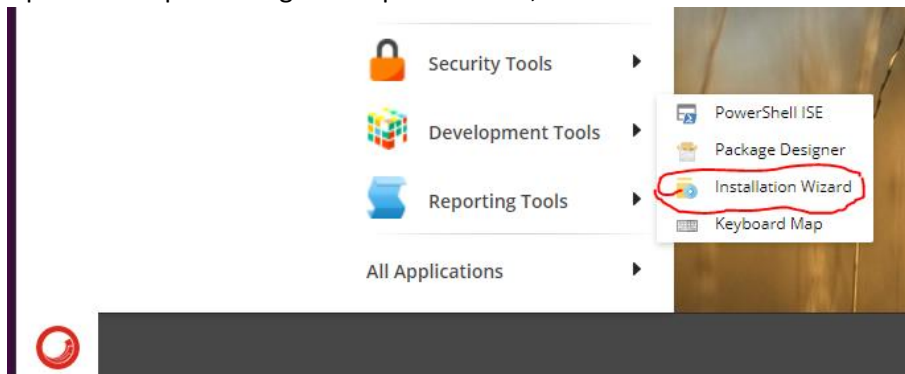 Security Tools
Development Tools
Reporting Tools
All Applications
PowerShell ISE
Package Designer
Installation Wizard
Keyboard Map